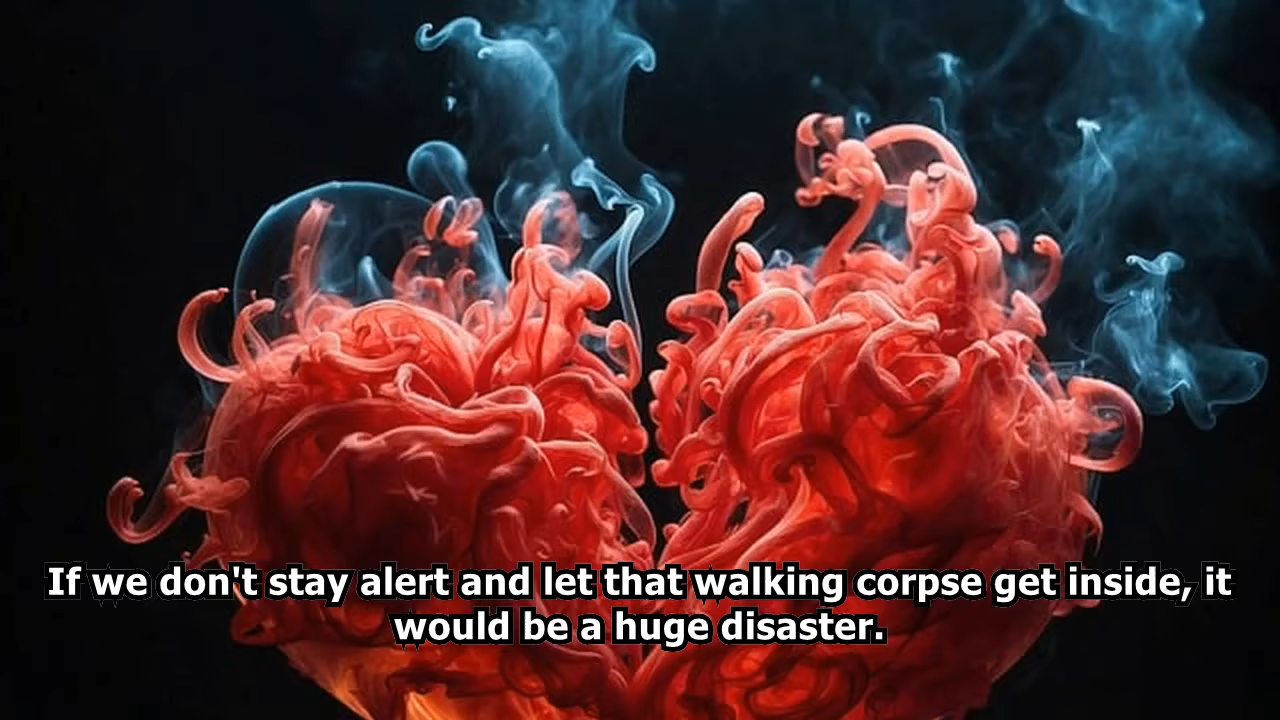 If we don't stay alert and let that walking corpse get inside, it
would be a huge disaster.